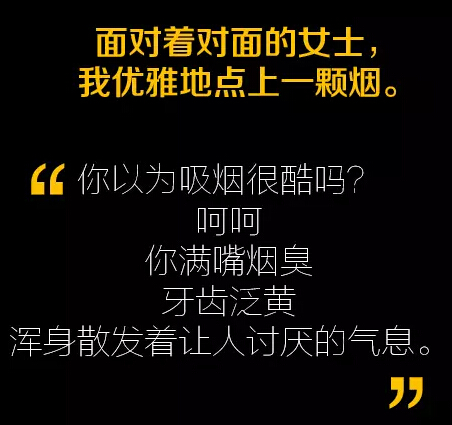 面对着对面的女士，
我优雅地点上一颗烟。
“你以为吸烟很酷吗？
呵呵
你满嘴烟臭
牙齿泛黄
浑身散发着让人讨厌的气息。
”